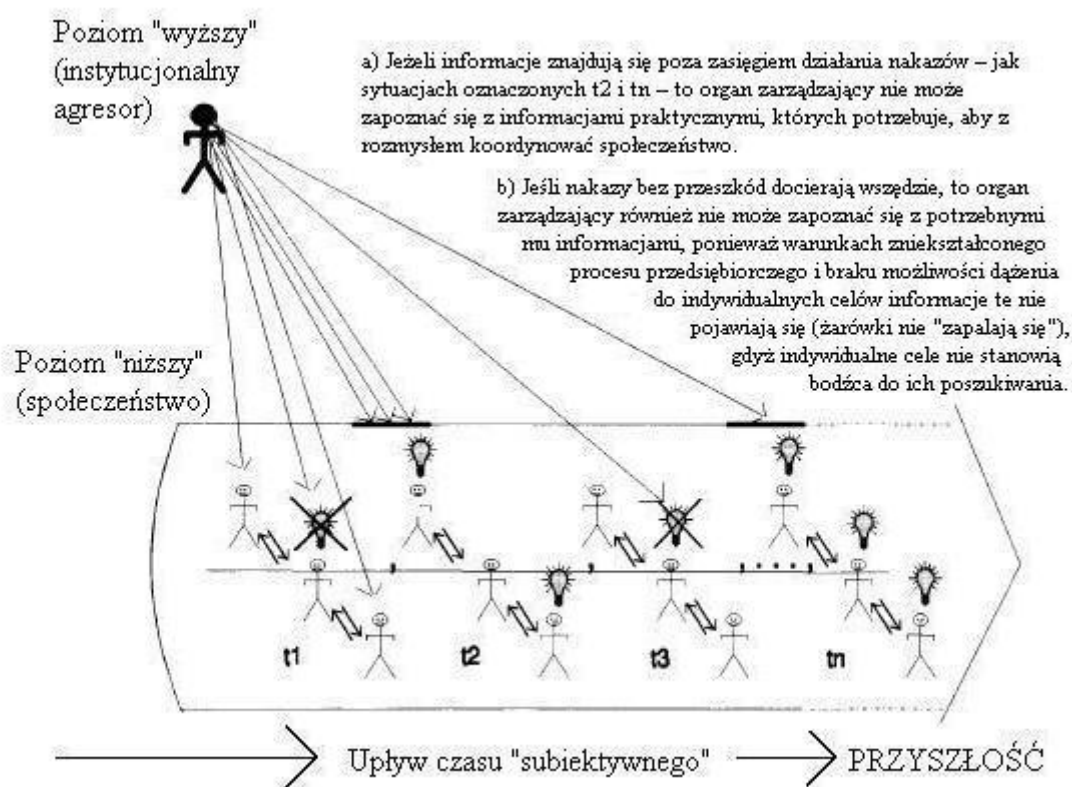 Poziom "wyższy"
(instytucjonalny
agresor)
a) Jeżeli informacje znajdują się poza zasięgiem działania nakazów – jak
sytuacjach oznaczonych t2 i tn – to organ zarządzający nie może
zapoznać się z informacjami praktycznymi, których potrzebuje, aby z
rozmysłem koordynować społeczeństwo.
b) Jeśli nakazy bez przeszkód docierają wszędzie, to organ
zarządzający również nie może zapoznać się z potrzebnymi
mu informacjami, ponieważ warunkach zniekształconego
procesu przedsiębiorczego i braku możliwości dążenia
do indywidualnych celów informacje te nie
pojawiają się (żarówki nie "zapalają się"),
gdyż indywidualne cele nie stanowią
bodźca do ich poszukiwania.
Poziom "niższy"
(społeczeństwo)
t1 t2 t3 tn
Upływ czasu "subiektywnego" PRZYSZŁOŚĆ